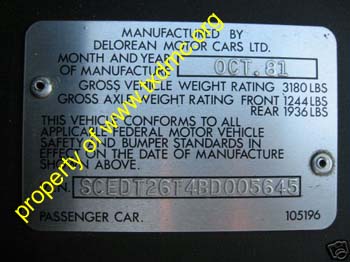 MANUFACTURED BY
DELOREAN MOTOR CARS LTD.
MONTH AND YEAR
OF MANUFACTURE OCT.81
GROSS VEHICLE WEIGHT RATING 3180 LBS
GROSS AXLE WEIGHT RATING FRONT 1244 LBS
REAR 1936 LBS
THIS VEHICLE CONFORMS TO ALL
APPLICABLE FEDERAL MOTOR VEHICLE
SAFETY AND BUMPER STANDARDS IN
EFFECT ON THE DATE OF MANUFACTURE
SHOWN ABOVE.
SCEDT26T4BD005645
PASSENGER CAR. 105196
property of www.txdmc.org